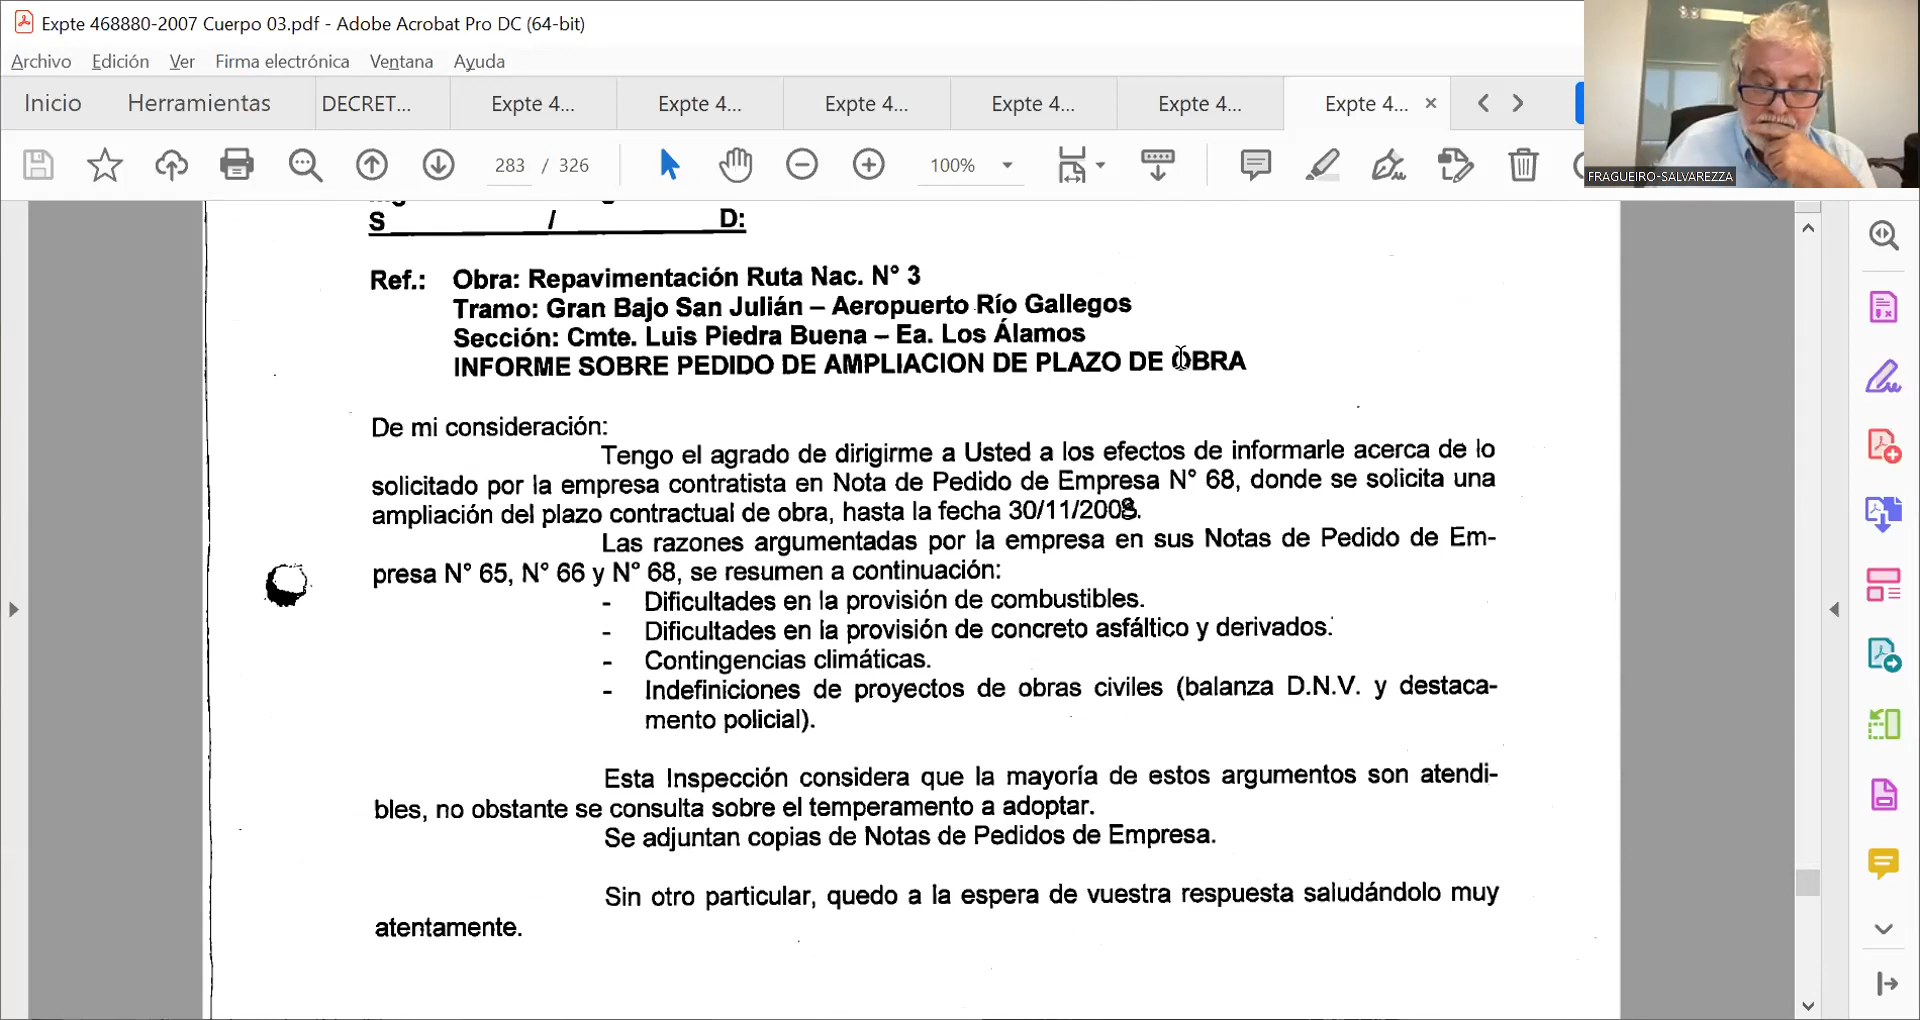 Expte 468880-2007 Cuerpo 03.pdf - Adobe Acrobat Pro DC (64-bit)
Archivo Edición Ver Firma electrónica Ventana Ayuda
Inicio Herramientas DECRET... Expte 4... Expte 4... Expte 4... Expte 4... Expte 4... Expte 4...
283 / 326 100%
FRAGUEIRO-SALVAREZZA
S / D:
Ref.: Obra: Repavimentación Ruta Nac. N° 3
Tramo: Gran Bajo San Julián – Aeropuerto Río Gallegos
Sección: Cmte. Luis Piedra Buena – Ea. Los Álamos
INFORME SOBRE PEDIDO DE AMPLIACION DE PLAZO DE OBRA
De mi consideración:
Tengo el agrado de dirigirme a Usted a los efectos de informarle acerca de lo
solicitado por la empresa contratista en Nota de Pedido de Empresa N° 68, donde se solicita una
ampliación del plazo contractual de obra, hasta la fecha 30/11/2008.
Las razones argumentadas por la empresa en sus Notas de Pedido de Em-
presa N° 65, N° 66 y N° 68, se resumen a continuación:
- Dificultades en la provisión de combustibles.
- Dificultades en la provisión de concreto asfáltico y derivados.
- Contingencias climáticas.
- Indefiniciones de proyectos de obras civiles (balanza D.N.V. y destaca-
mento policial).
Esta Inspección considera que la mayoría de estos argumentos son atendi-
bles, no obstante se consulta sobre el temperamento a adoptar.
Se adjuntan copias de Notas de Pedidos de Empresa.
Sin otro particular, quedo a la espera de vuestra respuesta saludándolo muy
atentamente.